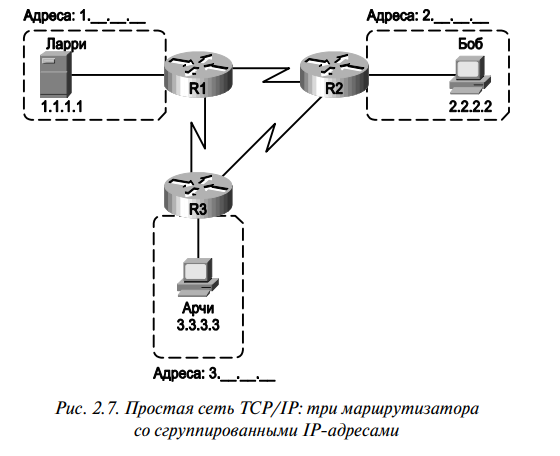 Адреса: 1.__.__.__
Адреса: 2.__.__.__
Ларри
1.1.1.1
R1
R2
Боб
2.2.2.2
R3
Арчи
3.3.3.3
Адреса: 3.__.__.__
Рис. 2.7. Простая сеть TCP/IP: три маршрутизатора
со сгруппированными IP-адресами